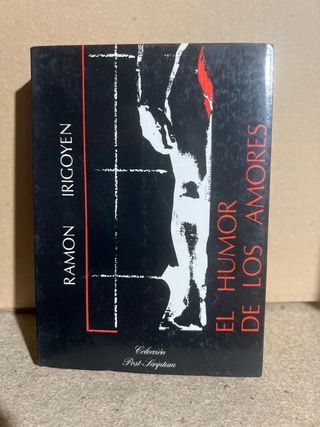 RAMON IRIGOYEN
EL HUMOR
DE LOS AMORES
Colección
Post-Scriptum